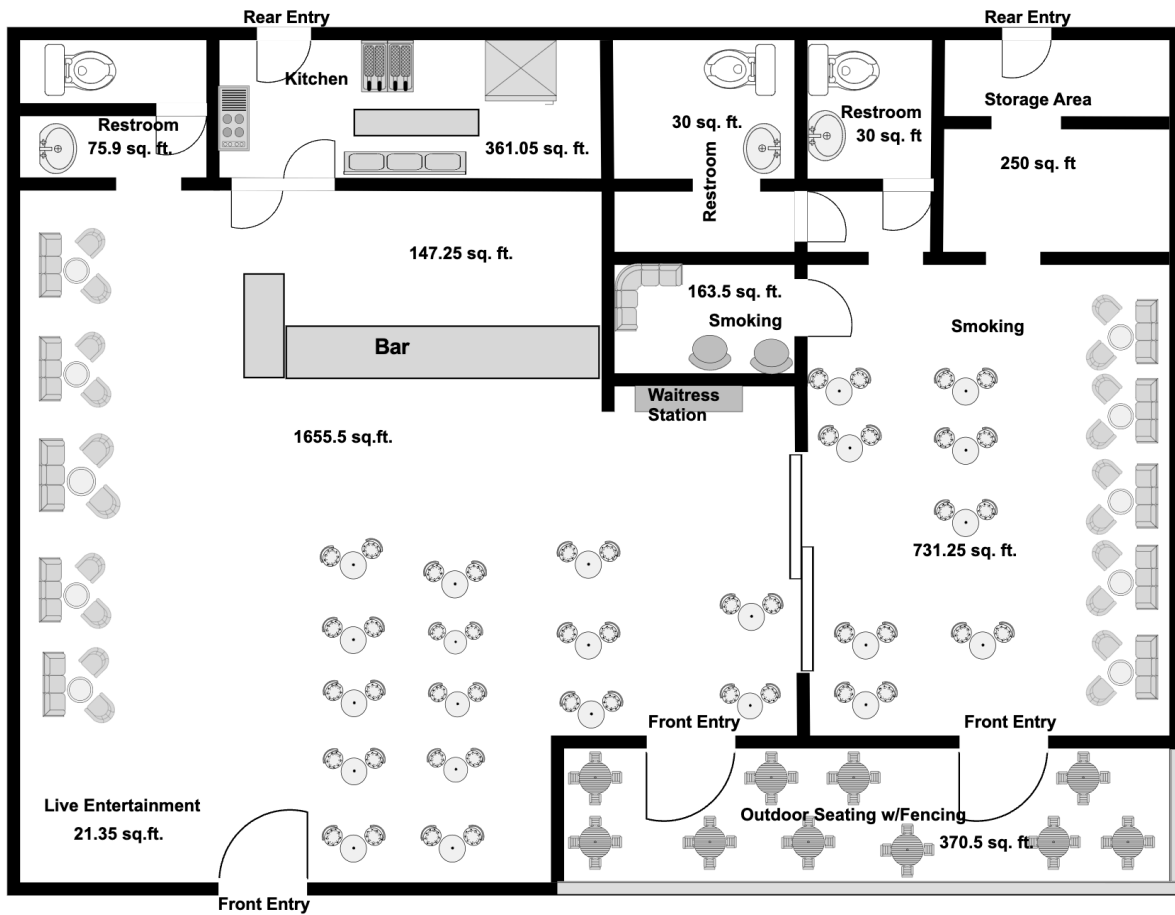 Rear Entry
Rear Entry
Kitchen
Storage Area
Restroom
75.9 sq. ft.
361.05 sq. ft.
30 sq. ft.
Restroom
Restroom
30 sq. ft
250 sq. ft
147.25 sq. ft.
163.5 sq. ft.
Smoking
Smoking
Bar
Waitress
Station
1655.5 sq.ft.
731.25 sq. ft.
Front Entry
Front Entry
Live Entertainment
21.35 sq.ft.
Outdoor Seating w/Fencing
370.5 sq. ft.
Front Entry